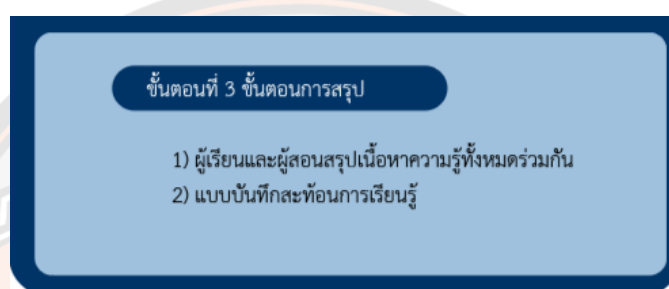 ขั้นตอนที่ 3 ขั้นตอนการสรุป
1) ผู้เรียนและผู้สอนสรุปเนื้อหาความรู้ทั้งหมดร่วมกัน
2) แบบบันทึกสะท้อนการเรียนรู้